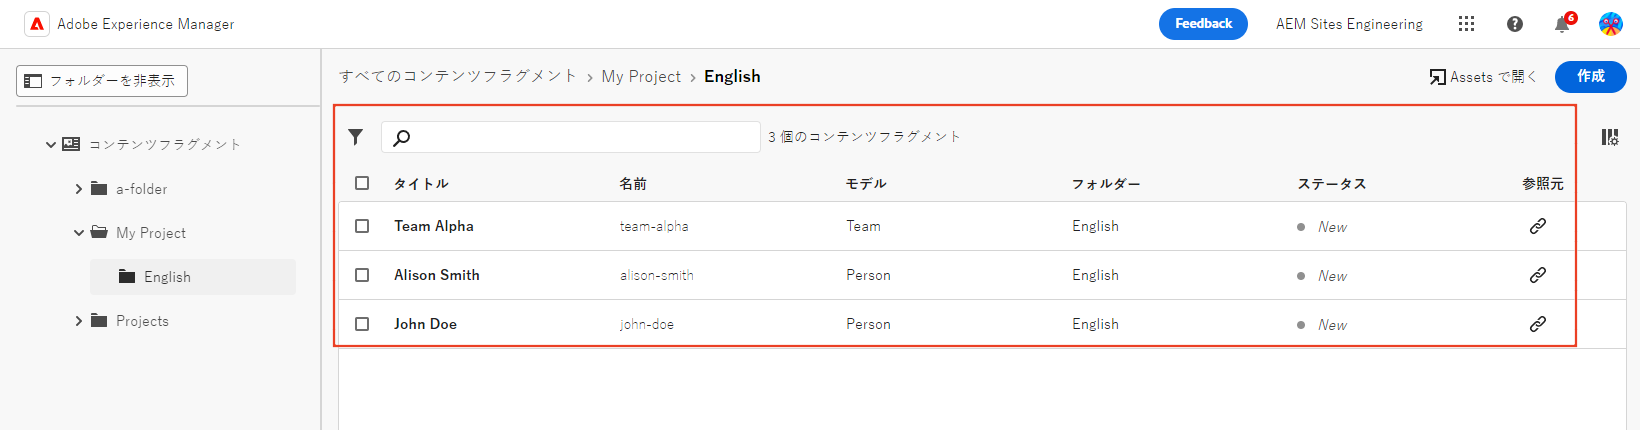 Adobe Experience Manager
Feedback
AEM Sites Engineering
6
フォルダーを非表示
すべてのコンテンツフラグメント › My Project › English
Assets で開く
作成
3 個のコンテンツフラグメント
コンテンツフラグメント
a-folder
My Project
English
Projects
タイトル 名前 モデル フォルダー ステータス 参照元
Team Alpha team-alpha Team English New
Alison Smith alison-smith Person English New
John Doe john-doe Person English New